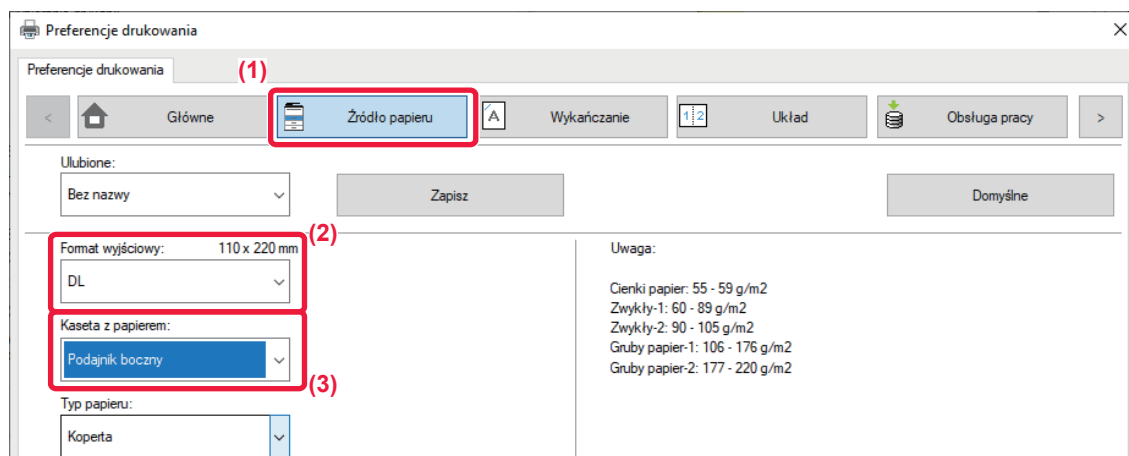 Preferencje drukowania
Preferencje drukowania
(1)
< Główne Źródło papieru A Wykańczanie 1 2 Układ Obsługa pracy >
Ulubione:
Bez nazwy Zapisz Domyślne
(2)
Format wyjściowy: 110 x 220 mm
DL
Kaseta z papierem:
Podajnik boczny
(3)
Typ papieru:
Koperta
Uwaga:
Cienki papier: 55 - 59 g/m2
Zwykły-1: 60 - 89 g/m2
Zwykły-2: 90 - 105 g/m2
Gruby papier-1: 106 - 176 g/m2
Gruby papier-2: 177 - 220 g/m2